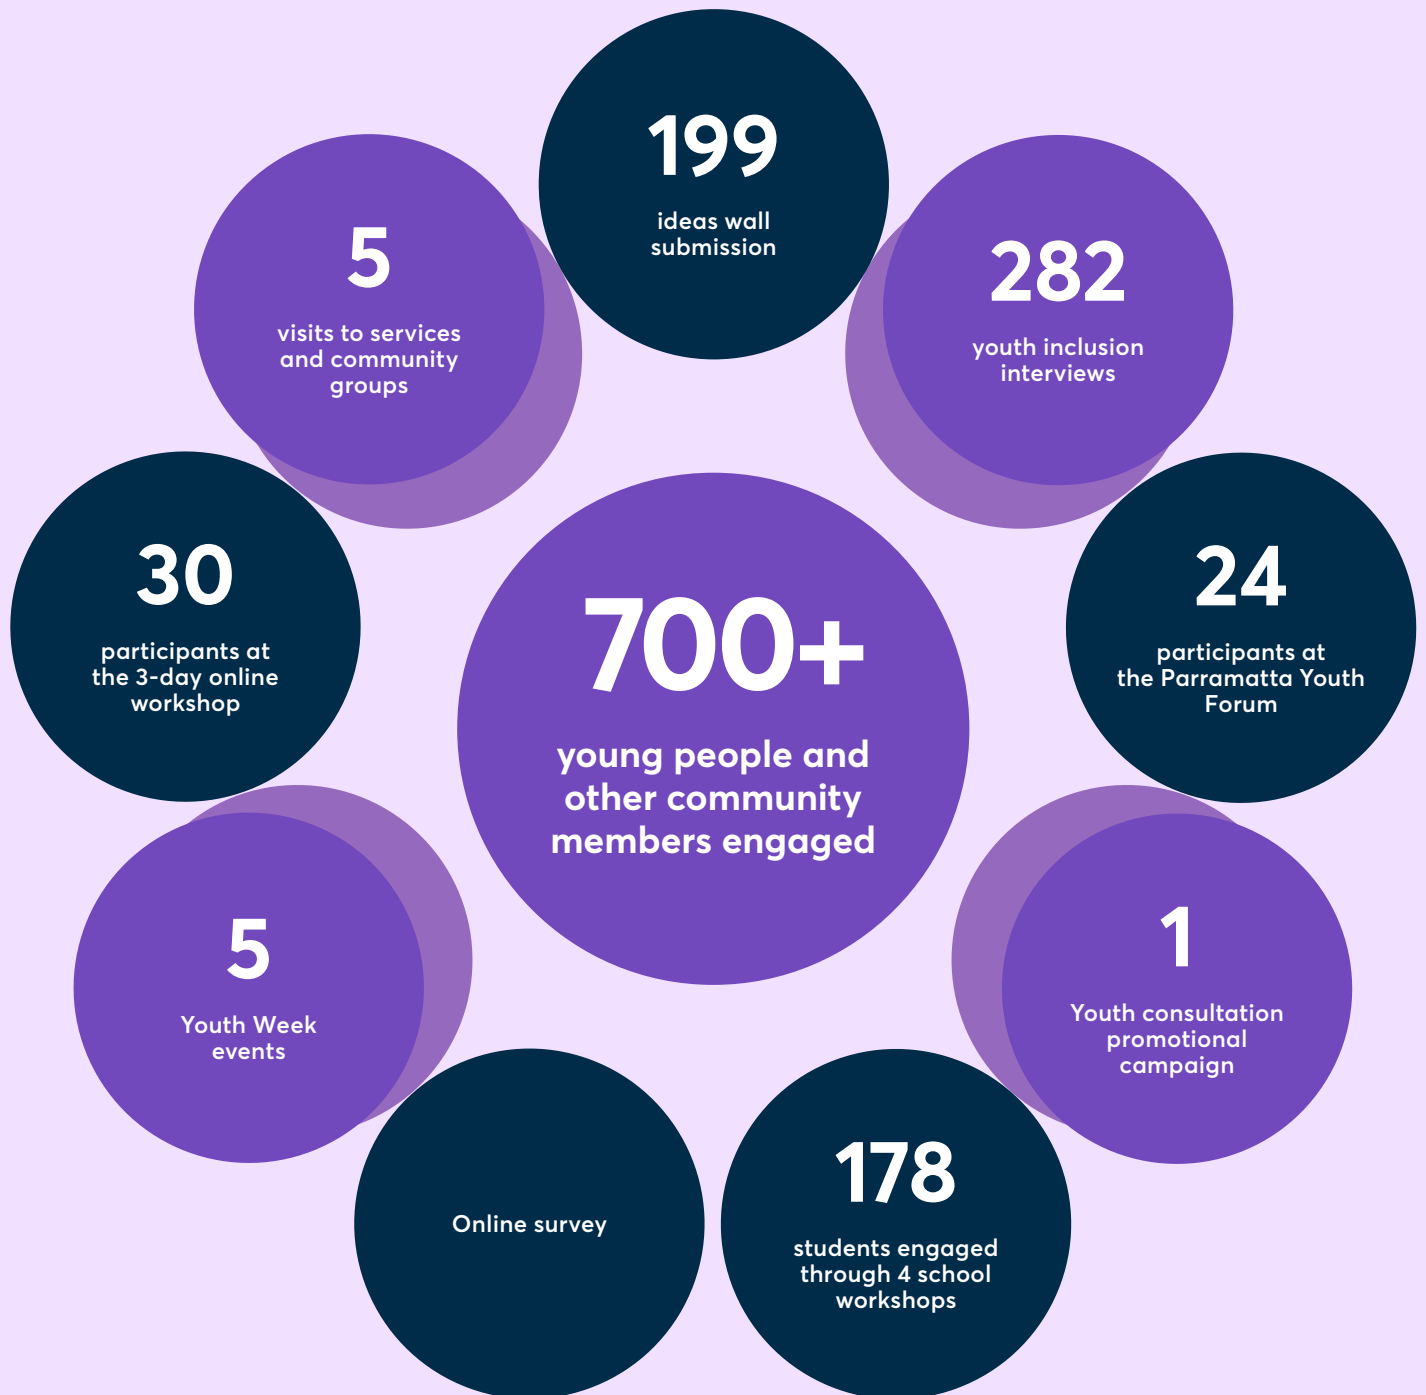 199
ideas wall
submission
282
youth inclusion
interviews
24
participants at
the Parramatta Youth
Forum
1
Youth consultation
promotional
campaign
178
students engaged
through 4 school
workshops
Online survey
5
Youth Week
events
30
participants at
the 3-day online
workshop
5
visits to services
and community
groups
700+
young people and
other community
members engaged